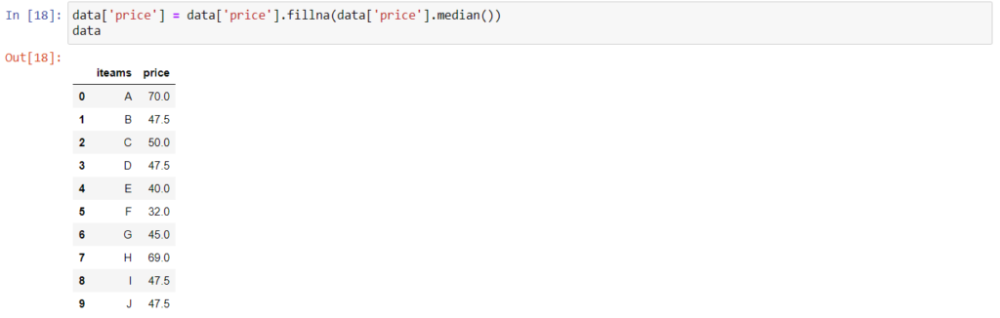 In [18]: data['price'] = data['price'].fillna(data['price'].median())
data
Out[18]:
iteams price
0 A 70.0
1 B 47.5
2 C 50.0
3 D 47.5
4 E 40.0
5 F 32.0
6 G 45.0
7 H 69.0
8 I 47.5
9 J 47.5